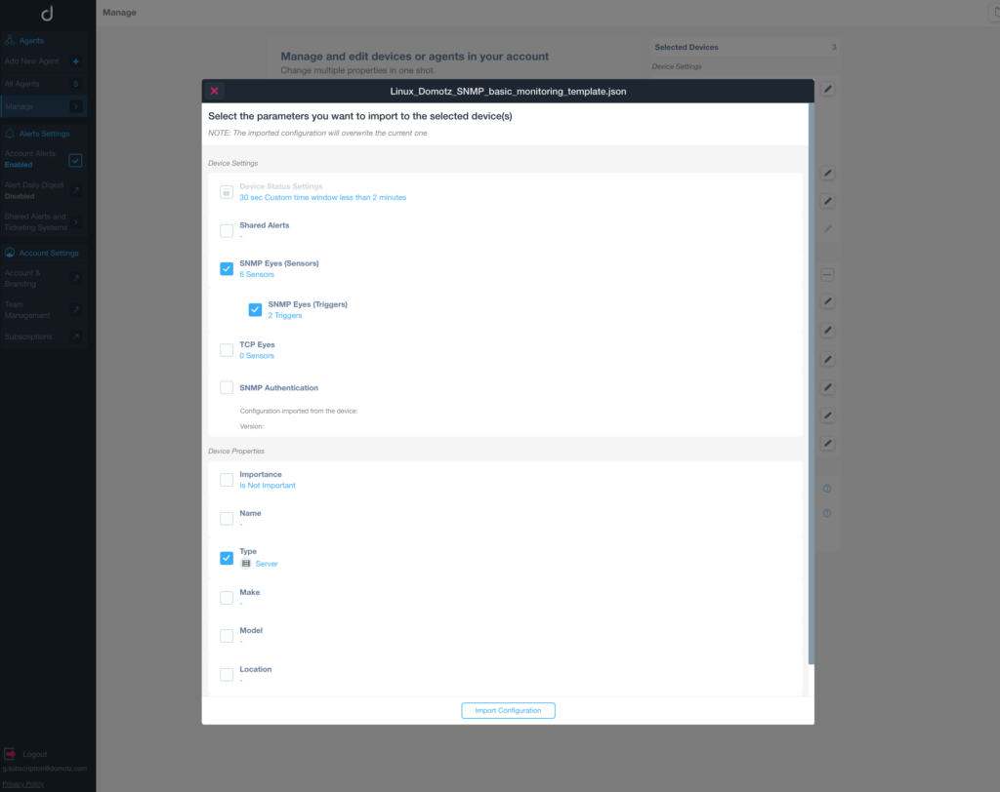 Manage
Agents
Add New Agent +
All Agents 5
Manage
Alerts Settings
Account Alerts
Enabled
Alert Daily Digest
Disabled
Shared Alerts and
Ticketing Systems
Account Settings
Account &
Branding
Team
Management
Subscriptions
Logout
g.subscription@domotz.com
Privacy Policy
Manage and edit devices or agents in your account
Change multiple properties in one shot.
Selected Devices 3
Device Settings
Linux_Domotz_SNMP_basic_monitoring_template.json
Select the parameters you want to import to the selected device(s)
NOTE: The imported configuration will overwrite the current one
Device Settings
Device Status Settings
30 sec Custom time window less than 2 minutes
Shared Alerts
-
SNMP Eyes (Sensors)
6 Sensors
SNMP Eyes (Triggers)
2 Triggers
TCP Eyes
0 Sensors
SNMP Authentication
Configuration imported from the device:
Version:
Device Properties
Importance
Is Not Important
Name
-
Type
Server
Make
-
Model
-
Location
-
Import Configuration